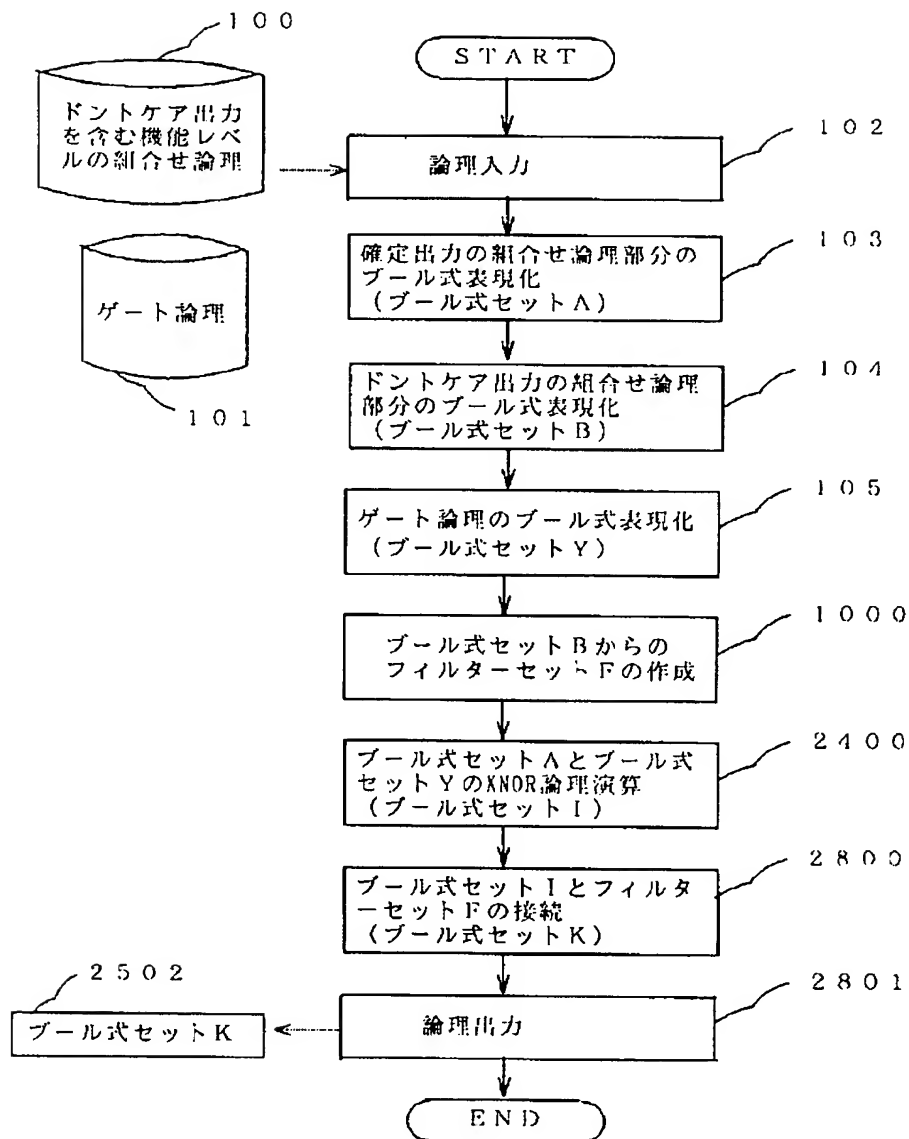 100
START
ドントケア出力
を含む機能レベ
ルの組合せ論理
102
論理入力
確定出力の組合せ論理部分の
ブール式表現化
(ブール式セットA)
103
ゲート論理
101
ドントケア出力の組合せ論理
部分のブール式表現化
(ブール式セットB)
104
ゲート論理のブール式表現化
(ブール式セットY)
105
ブール式セットBからの
フィルターセットFの作成
1000
ブール式セットAとブール式
セットYのXNOR論理演算
(ブール式セットI)
2400
ブール式セットIとフィルタ
ーセットFの接続
(ブール式セットK)
2800
2502
ブール式セットK
論理出力
2801
END